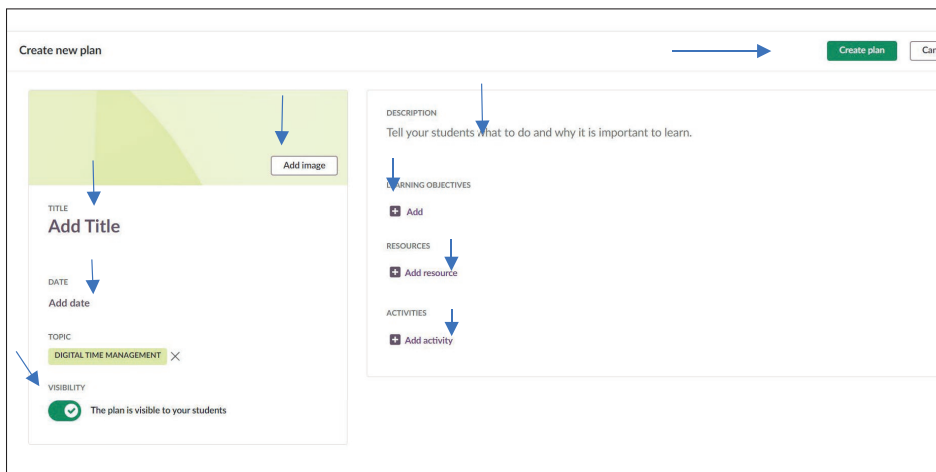 Create new plan
Create plan
Can
Add image
TITLE
Add Title
DATE
Add date
TOPIC
DIGITAL TIME MANAGEMENT
VISIBILITY
The plan is visible to your students
DESCRIPTION
Tell your students what to do and why it is important to learn.
LEARNING OBJECTIVES
Add
RESOURCES
Add resource
ACTIVITIES
Add activity